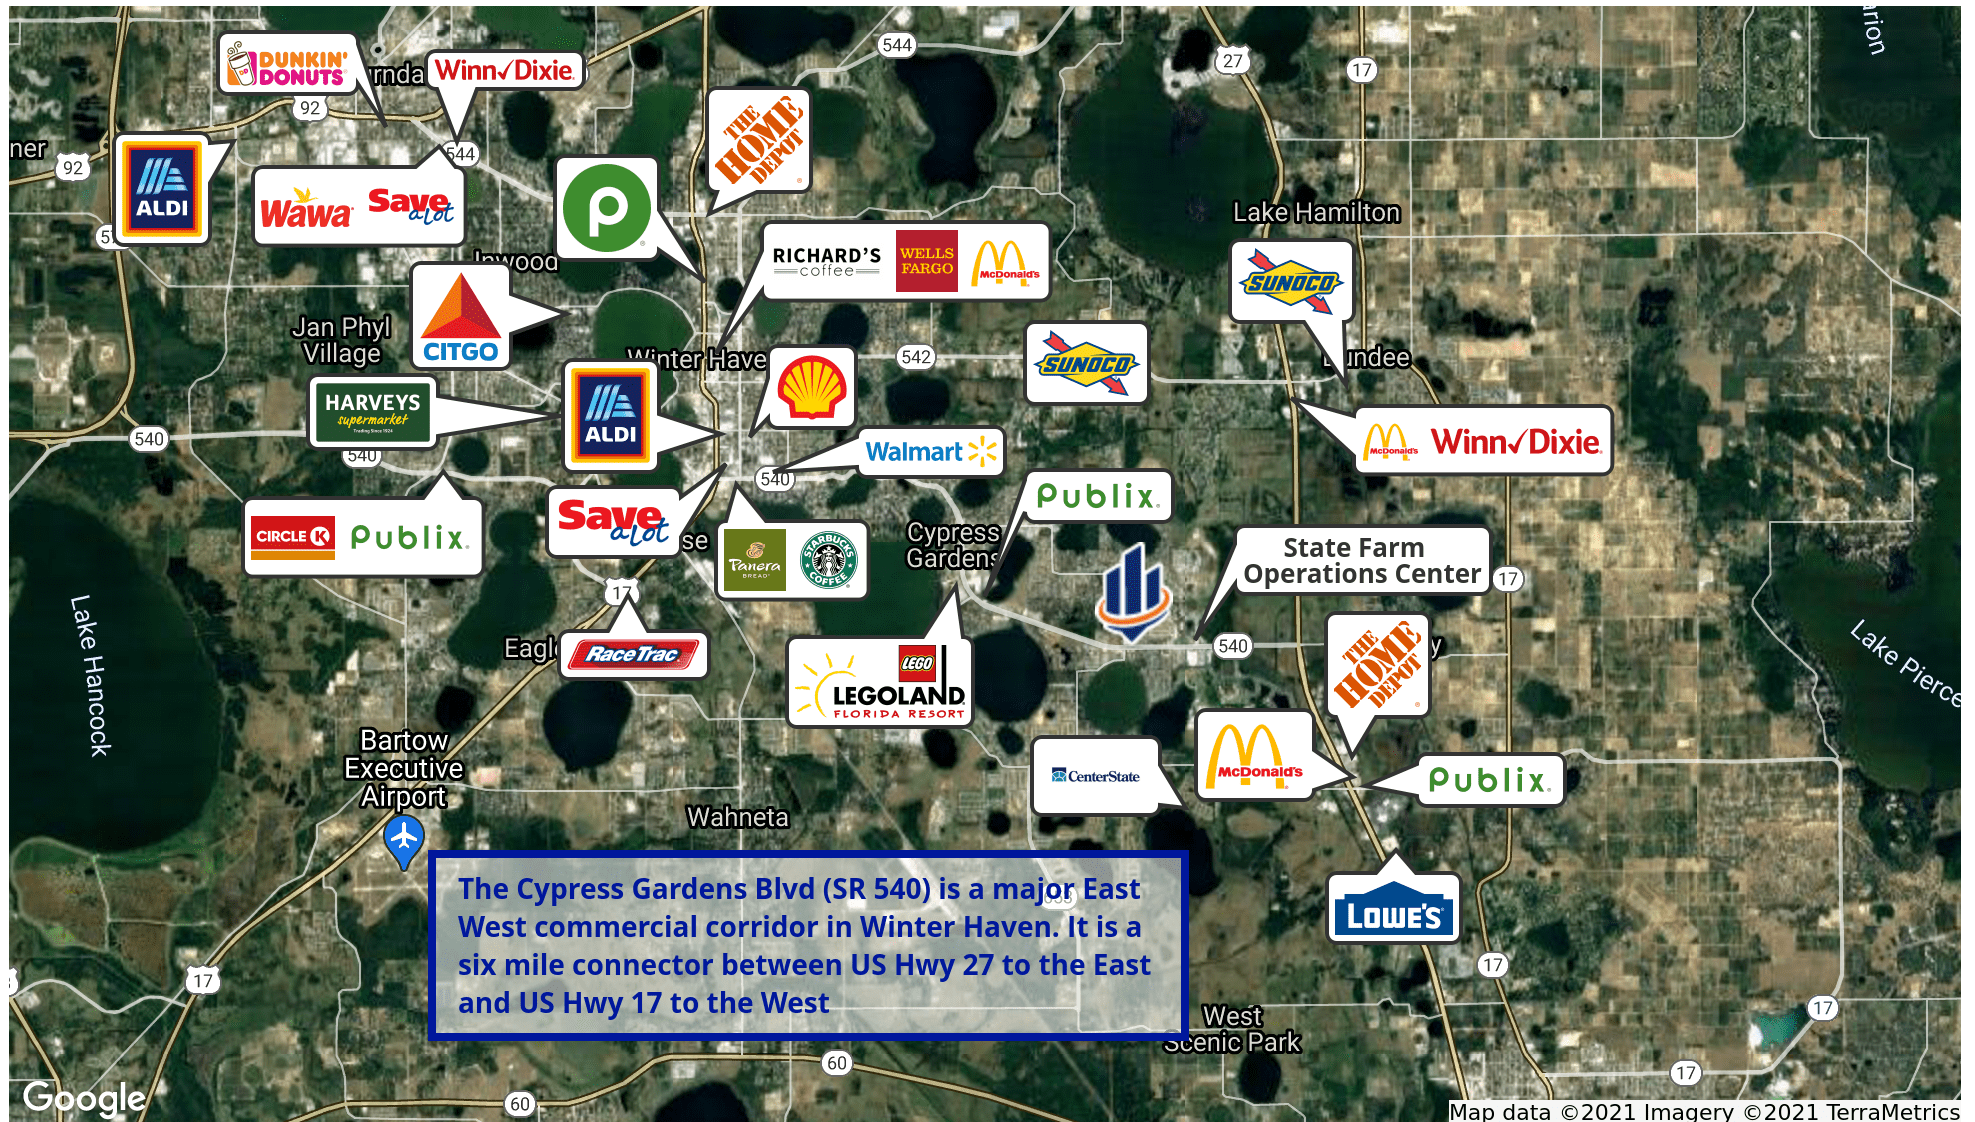 544
27
17
DUNKIN'
DONUTS
Winn✓Dixie
92
THE
HOME
DEPOT
ner
92
544
ALDI
Wawa
Save
a lot
Lake Hamilton
RICHARD'S
coffee
WELLS
FARGO
McDonald's
Inwood
SUNOCO
Jan Phyl
Village
CITGO
542
SUNOCO
HARVEYS
supermarket
Trading Since 1924
ALDI
540
540
Walmart
McDonald's
Winn✓Dixie
540
Publix
CIRCLE K
Publix
Save
a lot
Panera
BREAD
STARBUCKS
COFFEE
Cypress
Gardens
State Farm
Operations Center
17
17
RaceTrac
540
THE
HOME
DEPOT
LEGO
LEGOLAND
FLORIDA RESORT
Lake Hancock
Lake Pierce
Bartow
Executive
Airport
CenterState
McDonald's
Publix
Wahneta
The Cypress Gardens Blvd (SR 540) is a major East
West commercial corridor in Winter Haven. It is a
six mile connector between US Hwy 27 to the East
and US Hwy 17 to the West
LOWE'S
17
17
17
West
Scenic Park
60
17
60
Google
Map data ©2021 Imagery ©2021 TerraMetrics